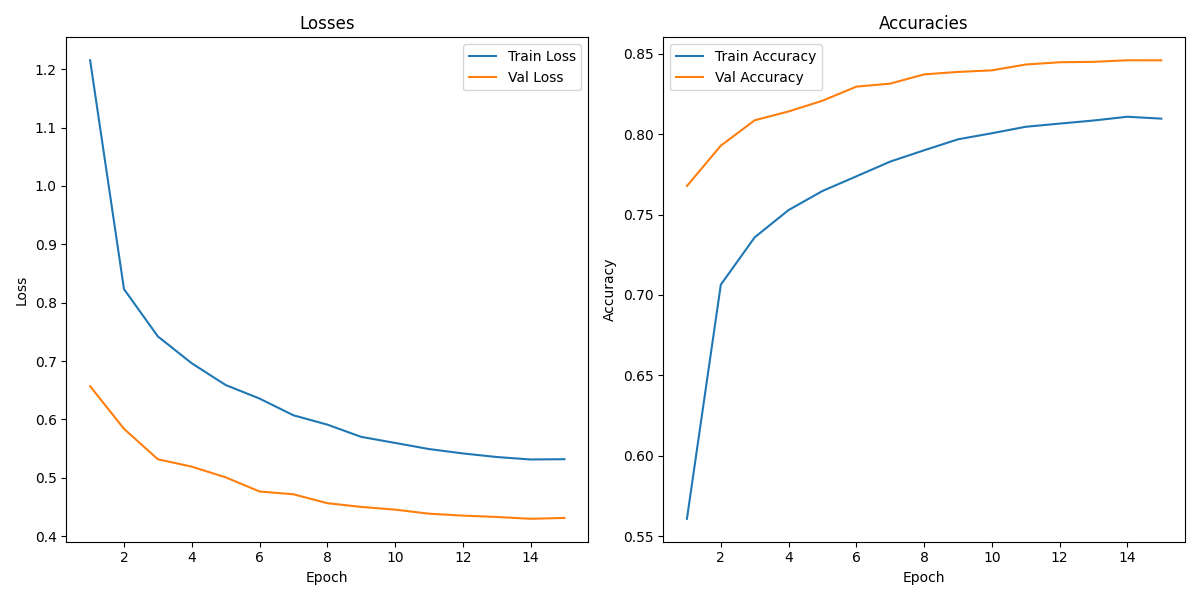 Losses
Train Loss
Val Loss
1.2
1.1
1.0
0.9
0.8
0.7
0.6
0.5
0.4
Loss
2 4 6 8 10 12 14
Epoch
Accuracies
Train Accuracy
Val Accuracy
0.85
0.80
0.75
0.70
0.65
0.60
0.55
Accuracy
2 4 6 8 10 12 14
Epoch